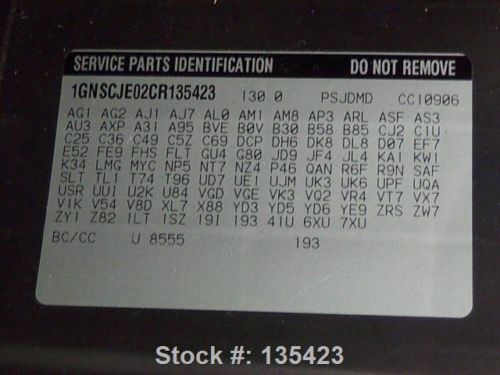 SERVICE PARTS IDENTIFICATION DO NOT REMOVE
1GNSCJE02CR135423 130.0 PSJDMD CC10906
AG1 AG2 AJ1 AJ7 AL0 AM1 AM8 AP3 ARL ASF AS3
AU3 AXP A31 A95 BVE B0V B30 B58 B85 CJ2 C1U
C25 C36 C49 C5Z C69 DCP DH6 DK8 DL8 D07 EF7
E52 FE9 FHS FLT GU4 G80 JD9 JF4 JL4 KA1 KW1
K34 LMG MYC NP5 NT7 NZ4 P46 QAN R6F R9N SAF
SLT TL1 T74 T96 UD7 UE1 UJM UK3 UK6 UPF UQA
USR UU1 U2K U84 VGD VGE VK3 VQ2 VR4 VT7 VX7
V1K V54 V8D XL7 X88 YD3 YD5 YD6 YE9 ZRS ZW7
ZY1 Z82 1LT 1SZ 19I 193 41U 6XU 7XU
BC/CC U 8555 193
Stock #: 135423